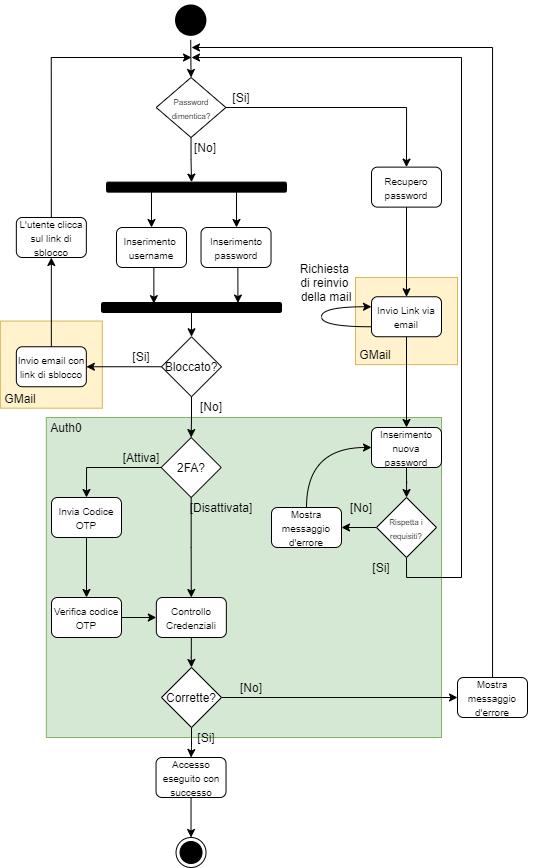 Password
dimentica?
[Si]
[No]
Recupero
password
L'utente clicca
sul link di
sblocco
Inserimento
username
Inserimento
password
Richiesta
di reinvio
della mail
Invio Link via
email
GMail
Invio email con
link di sblocco
GMail
[Si]
Bloccato?
[No]
Auth0
Inserimento
nuova
password
[Attiva]
2FA?
[Disattivata]
Invia Codice
OTP
Mostra
messaggio
d'errore
[No]
Rispetta i
requisiti?
[Si]
Verifica codice
OTP
Controllo
Credenziali
Corrette?
[No]
Mostra
messaggio
d'errore
[Si]
Accesso
eseguito con
successo